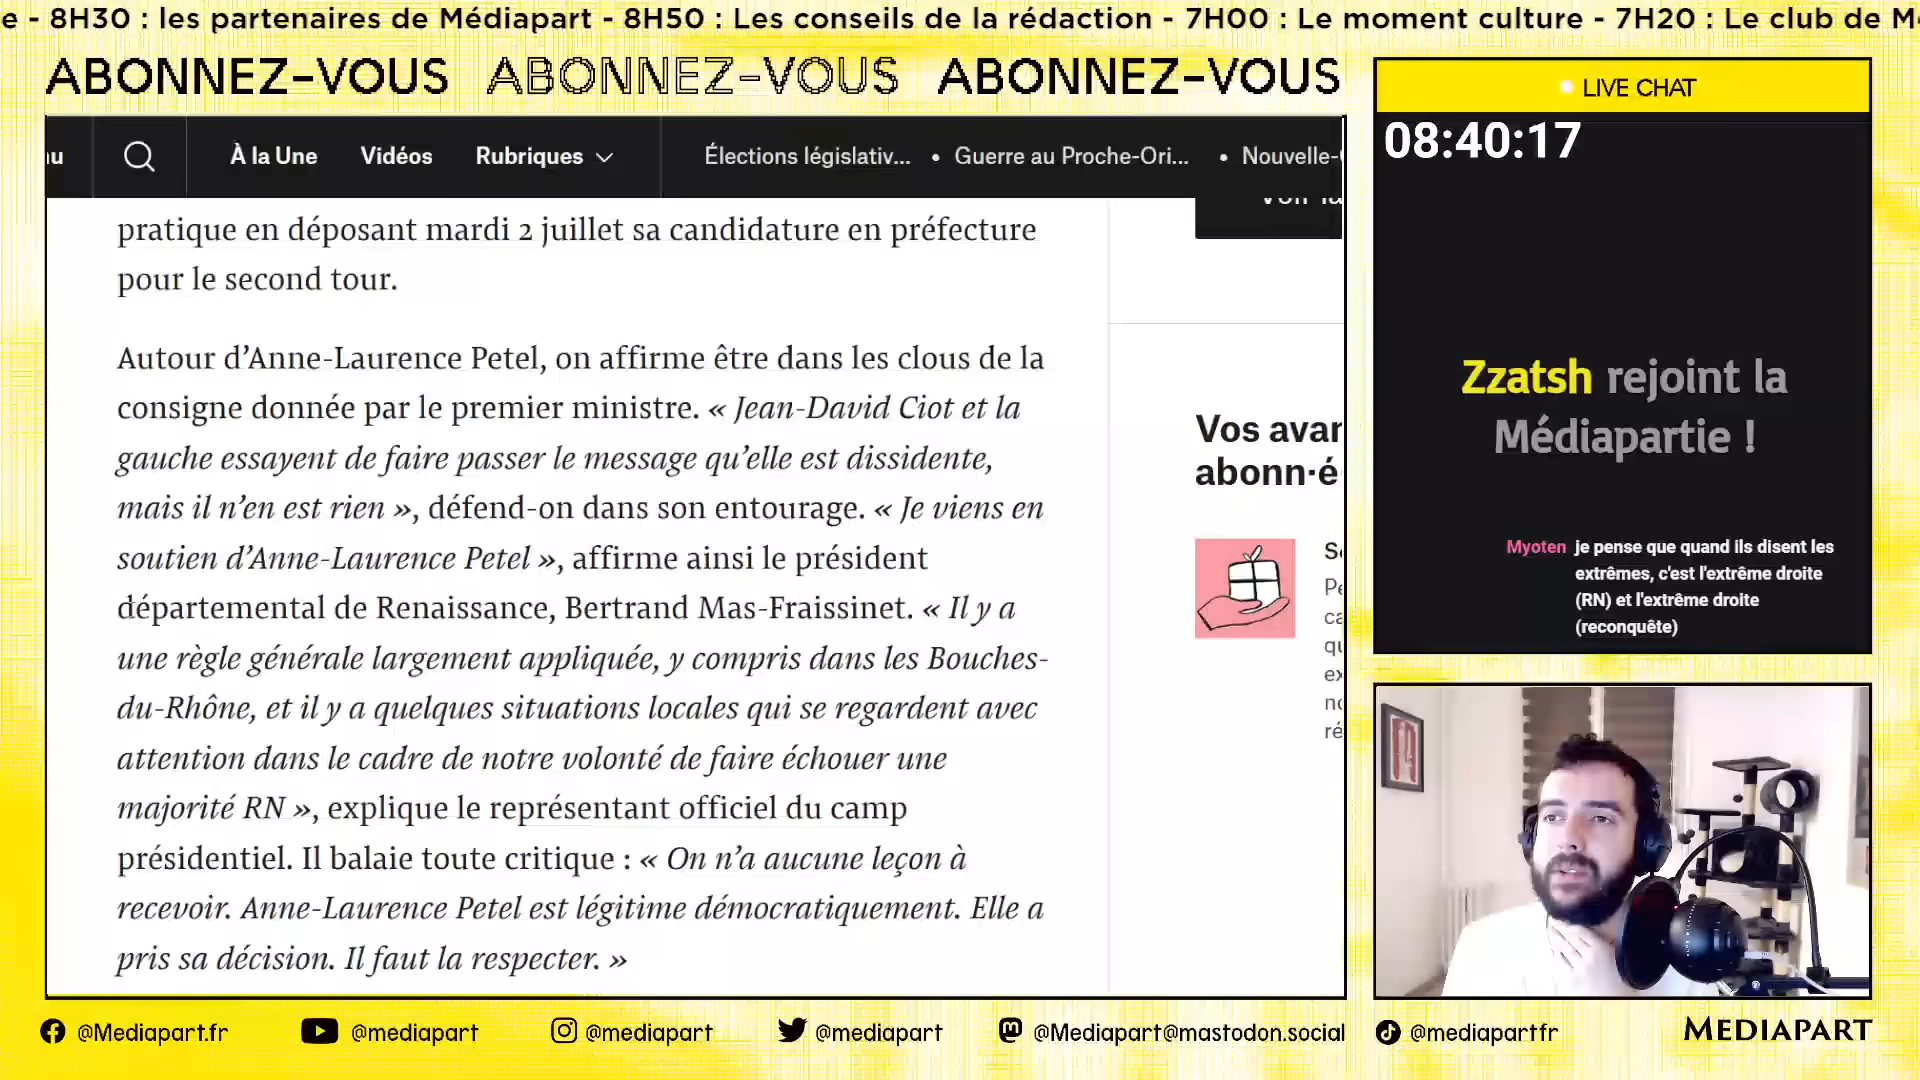 e - 8H30 : les partenaires de Médiapart - 8H50 : Les conseils de la rédaction - 7H00 : Le moment culture - 7H20 : Le club de M
ABONNEZ-VOUS ABONNEZ-VOUS ABONNEZ-VOUS
À la Une Vidéos Rubriques Élections législativ... • Guerre au Proche-Ori... • Nouvelle-
pratique en déposant mardi 2 juillet sa candidature en préfecture
pour le second tour.
Autour d’Anne-Laurence Petel, on affirme être dans les clous de la
consigne donnée par le premier ministre. « Jean-David Ciot et la
gauche essayent de faire passer le message qu’elle est dissidente,
mais il n’en est rien », défend-on dans son entourage. « Je viens en
soutien d’Anne-Laurence Petel », affirme ainsi le président
départemental de Renaissance, Bertrand Mas-Fraissinet. « Il y a
une règle générale largement appliquée, y compris dans les Bouches-
du-Rhône, et il y a quelques situations locales qui se regardent avec
attention dans le cadre de notre volonté de faire échouer une
majorité RN », explique le représentant officiel du camp
présidentiel. Il balaie toute critique : « On n’a aucune leçon à
recevoir. Anne-Laurence Petel est légitime démocratiquement. Elle a
pris sa décision. Il faut la respecter. »
Vos avan
abonn·é
LIVE CHAT
08:40:17
Zzatsh rejoint la
Médiapartie !
Myoten je pense que quand ils disent les
extrêmes, c'est l'extrême droite
(RN) et l'extrême droite
(reconquête)
@Mediapart.fr @mediapart @mediapart @mediapart @Mediapart@mastodon.social @mediapartfr MEDIAPART